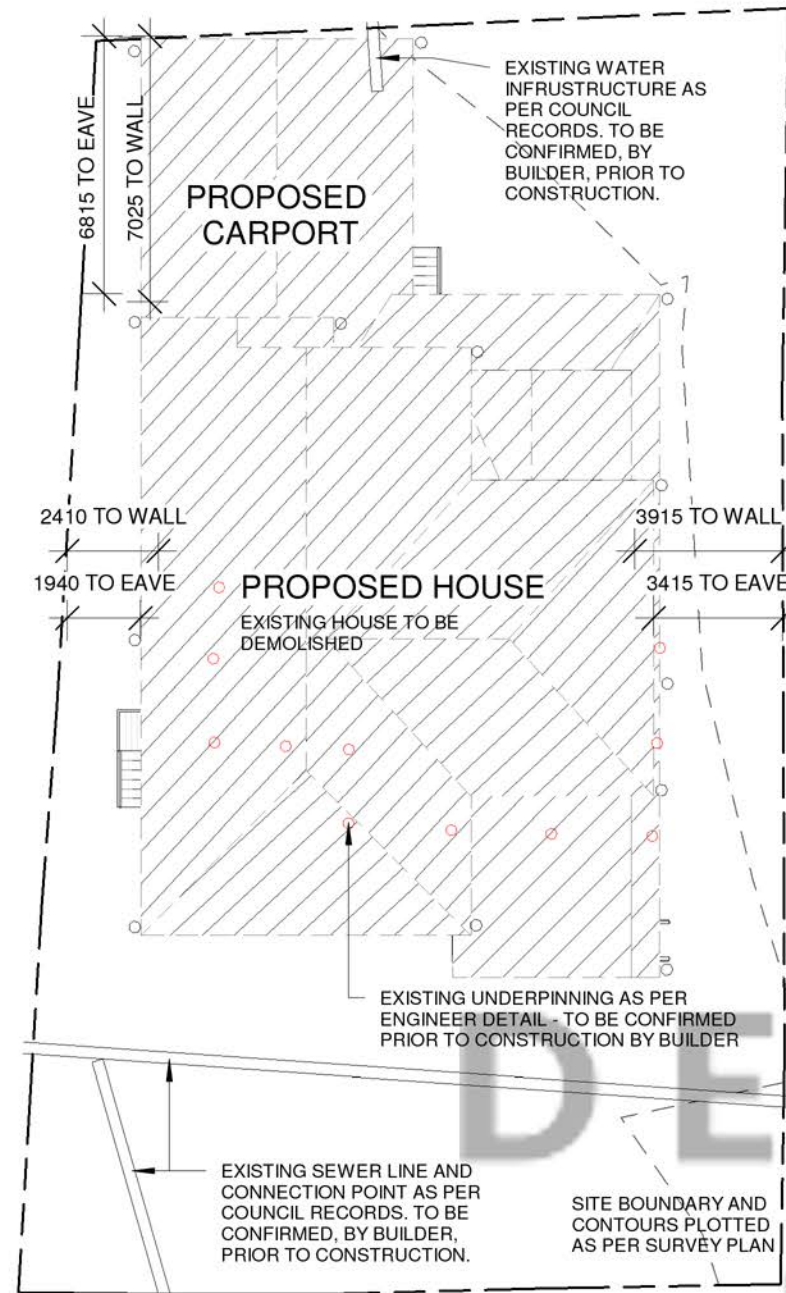 EXISTING WATER
INFRUSTRUCTURE AS
PER COUNCIL
RECORDS. TO BE
CONFIRMED, BY
BUILDER, PRIOR TO
CONSTRUCTION.
6815 TO EAVE
7025 TO WALL
PROPOSED
CARPORT
2410 TO WALL
3915 TO WALL
1940 TO EAVE
3415 TO EAVE
PROPOSED HOUSE
EXISTING HOUSE TO BE
DEMOLISHED
EXISTING UNDERPINNING AS PER
ENGINEER DETAIL - TO BE CONFIRMED
PRIOR TO CONSTRUCTION BY BUILDER
DE
EXISTING SEWER LINE AND
CONNECTION POINT AS PER
COUNCIL RECORDS. TO BE
CONFIRMED, BY BUILDER,
PRIOR TO CONSTRUCTION.
SITE BOUNDARY AND
CONTOURS PLOTTED
AS PER SURVEY PLAN